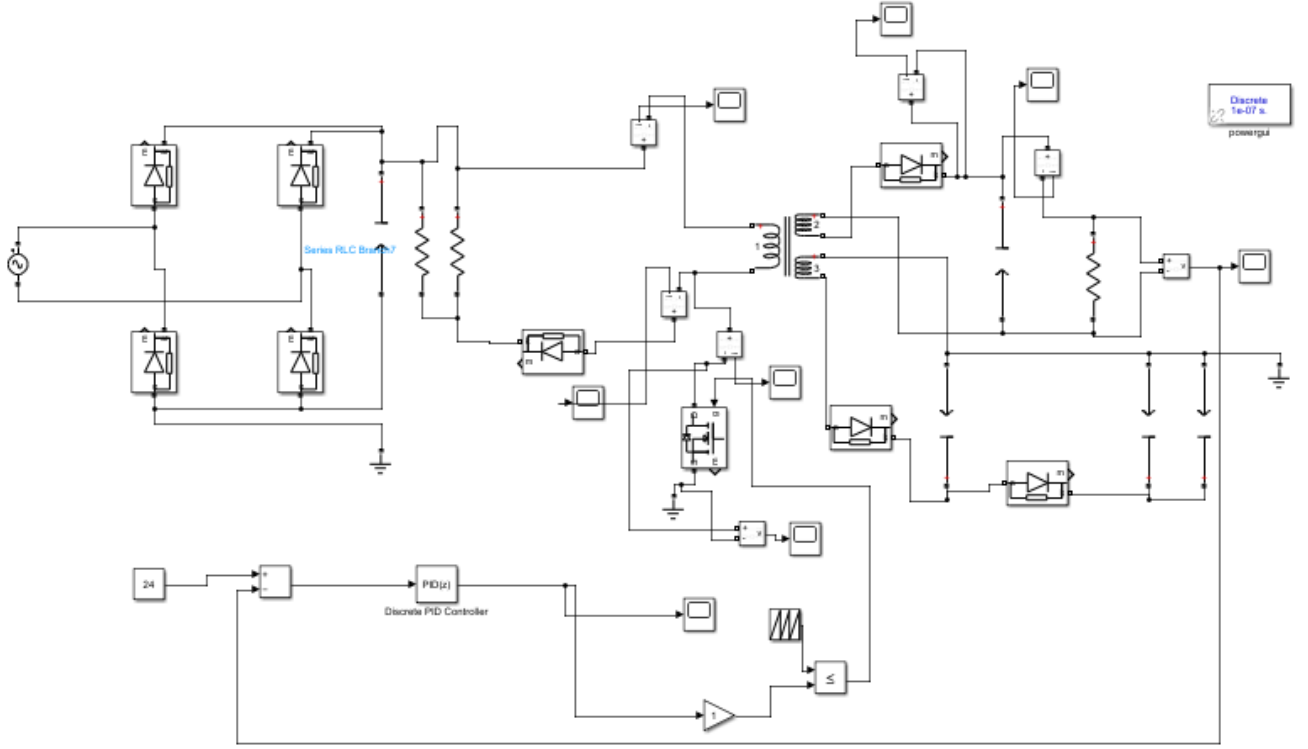 Discrete
1e-07 s.
powergui
m
m
Series RLC Branch7
1
2
3
+
-
v
m
m
m
+
-
v
24
+
-
PID(z)
Discrete PID Controller
≤
1